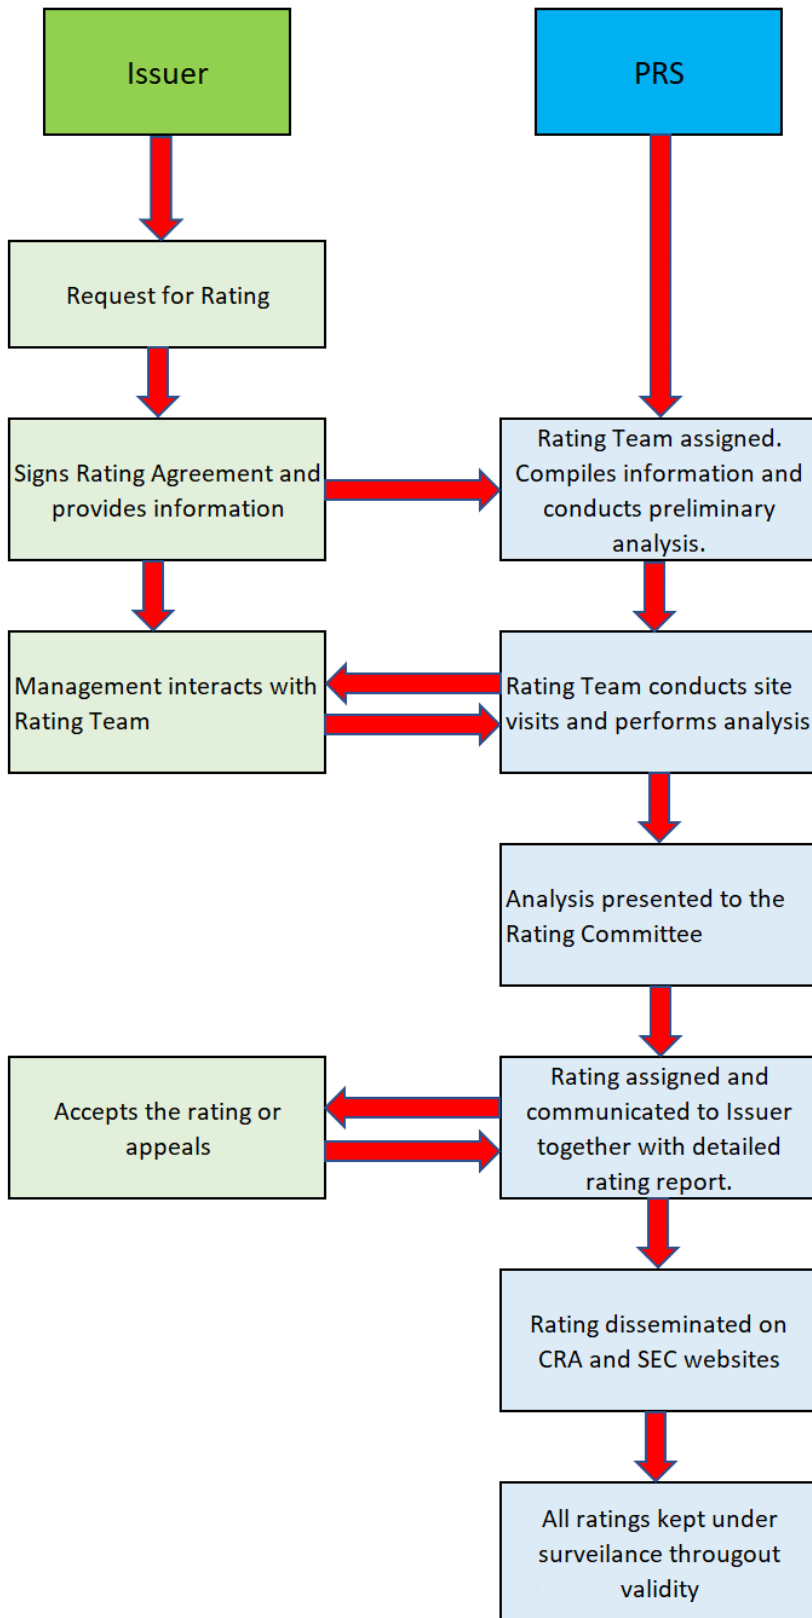 Issuer
PRS
Request for Rating
Signs Rating Agreement and
provides information
Rating Team assigned.
Compiles information and
conducts preliminary
analysis.
Management interacts with
Rating Team
Rating Team conducts site
visits and performs analysis
Analysis presented to the
Rating Committee
Accepts the rating or
appeals
Rating assigned and
communicated to Issuer
together with detailed
rating report.
Rating disseminated on
CRA and SEC websites
All ratings kept under
surveilance througout
validity